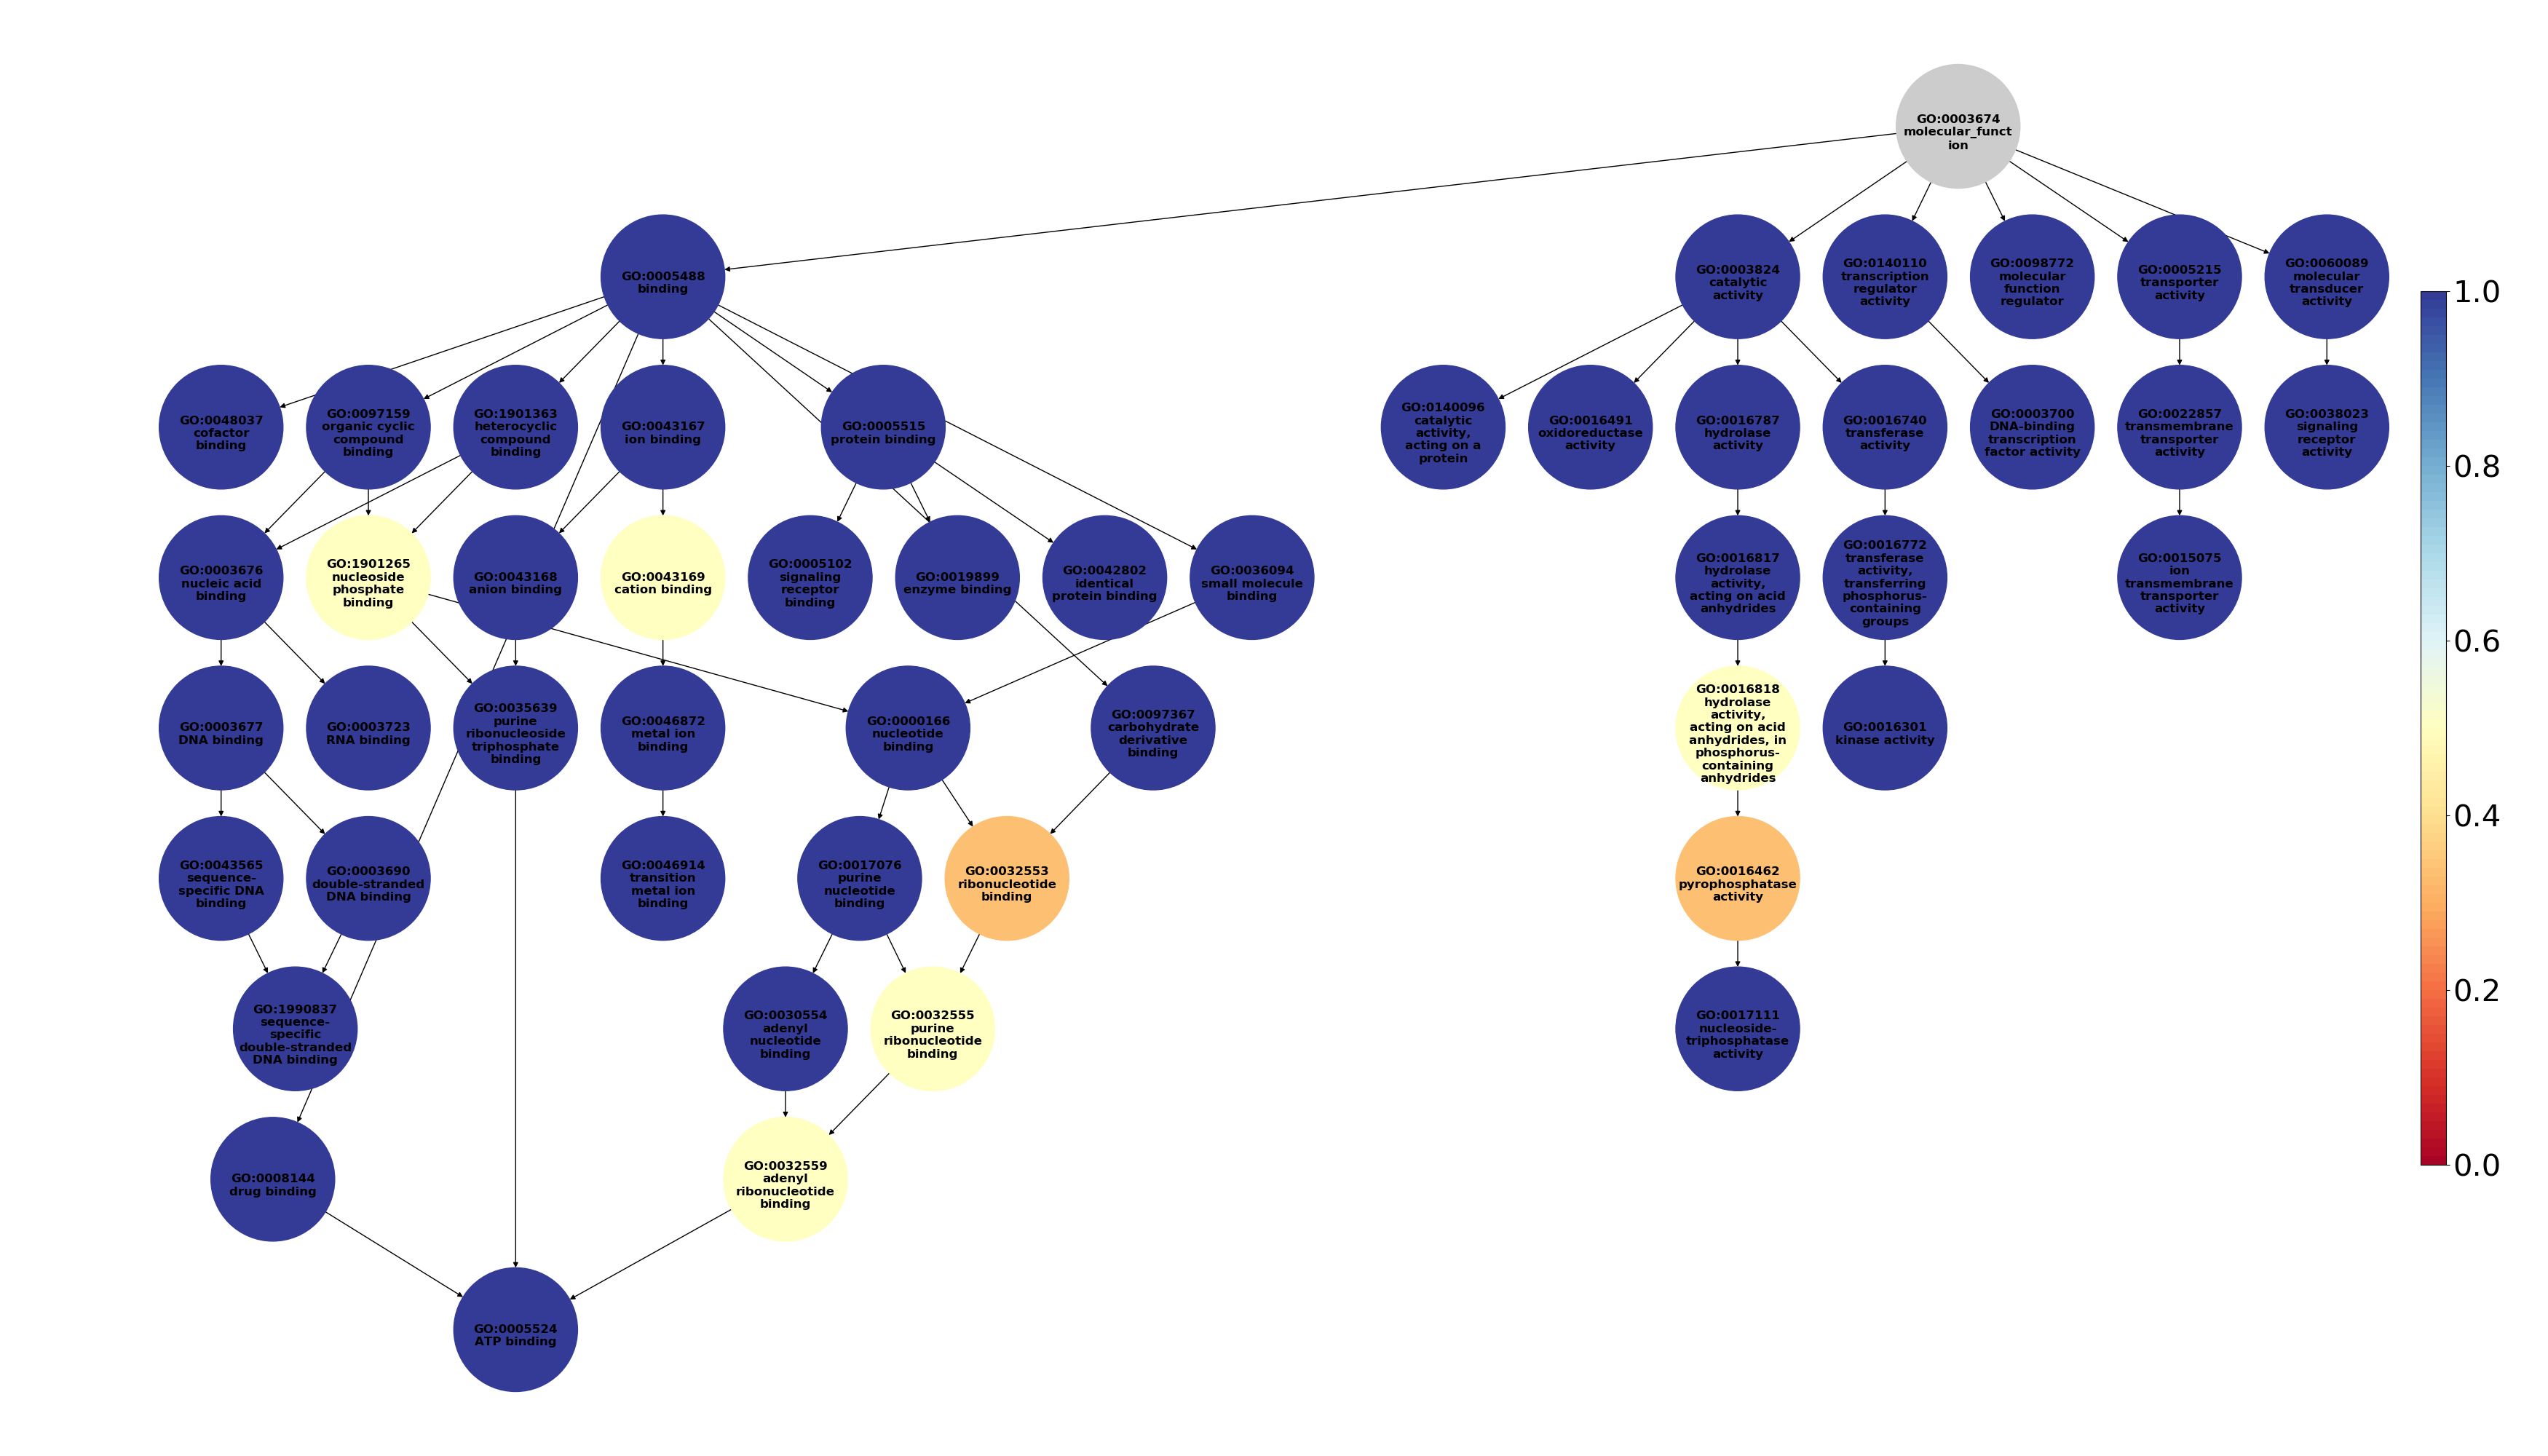 GO:0003674
molecular_funct
ion
GO:0005488
binding
GO:0003824
catalytic
activity
GO:0140110
transcription
regulator
activity
GO:0098772
molecular
function
regulator
GO:0005215
transporter
activity
GO:0060089
molecular
transducer
activity
GO:0048037
cofactor
binding
GO:0097159
organic cyclic
compound
binding
GO:1901363
heterocyclic
compound
binding
GO:0043167
ion binding
GO:0005515
protein binding
GO:0140096
catalytic
activity,
acting on a
protein
GO:0016491
oxidoreductase
activity
GO:0016787
hydrolase
activity
GO:0016740
transferase
activity
GO:0003700
DNA-binding
transcription
factor activity
GO:0022857
transmembrane
transporter
activity
GO:0038023
signaling
receptor
activity
GO:0003676
nucleic acid
binding
GO:1901265
nucleoside
phosphate
binding
GO:0043168
anion binding
GO:0043169
cation binding
GO:0005102
signaling
receptor
binding
GO:0019899
enzyme binding
GO:0042802
identical
protein binding
GO:0036094
small molecule
binding
GO:0016817
hydrolase
activity,
acting on acid
anhydrides
GO:0016772
transferase
activity,
transferring
phosphorus-
containing
groups
GO:0015075
ion
transmembrane
transporter
activity
GO:0003677
DNA binding
GO:0003723
RNA binding
GO:0035639
purine
ribonucleoside
triphosphate
binding
GO:0046872
metal ion
binding
GO:0000166
nucleotide
binding
GO:0097367
carbohydrate
derivative
binding
GO:0016818
hydrolase
activity,
acting on acid
anhydrides, in
phosphorus-
containing
anhydrides
GO:0016301
kinase activity
GO:0043565
sequence-
specific DNA
binding
GO:0003690
double-stranded
DNA binding
GO:0046914
transition
metal ion
binding
GO:0017076
purine
nucleotide
binding
GO:0032553
ribonucleotide
binding
GO:0016462
pyrophosphatase
activity
GO:1990837
sequence-
specific
double-stranded
DNA binding
GO:0030554
adenyl
nucleotide
binding
GO:0032555
purine
ribonucleotide
binding
GO:0017111
nucleoside-
triphosphatase
activity
GO:0008144
drug binding
GO:0032559
adenyl
ribonucleotide
binding
GO:0005524
ATP binding
1.0
0.8
0.6
0.4
0.2
0.0